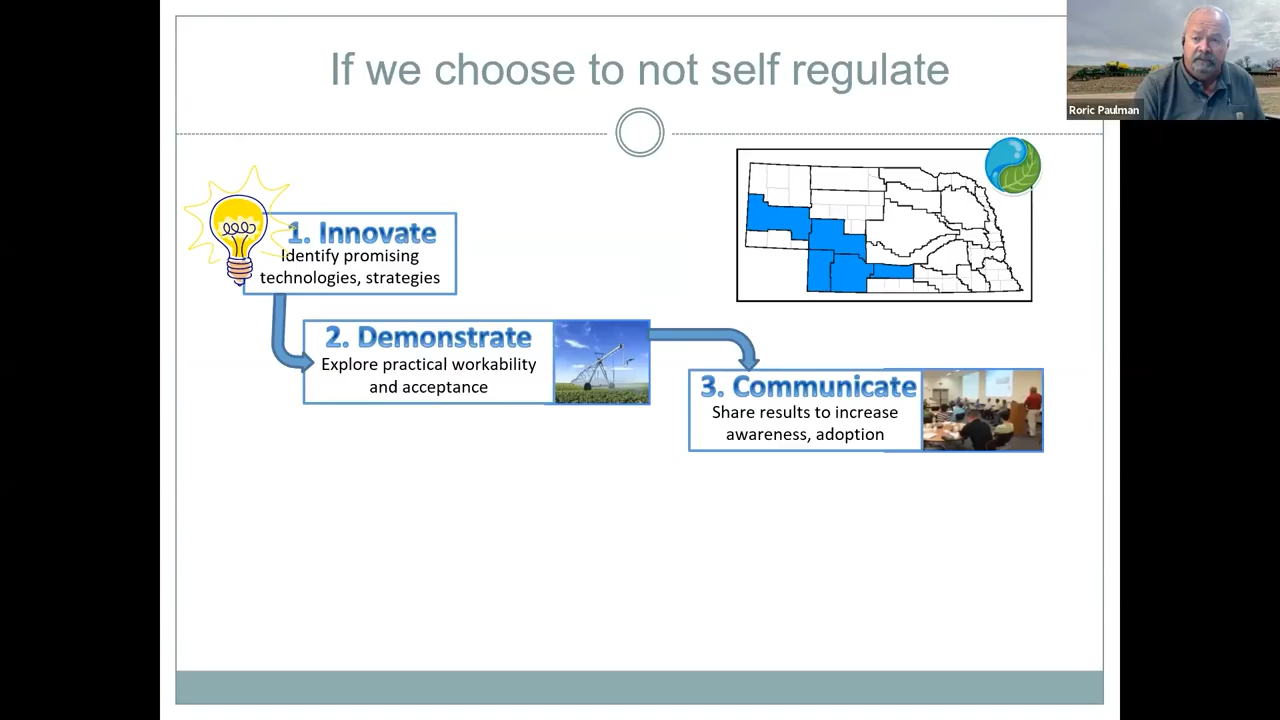 If we choose to not self regulate
Roric Paulman
1. Innovate
Identify promising
technologies, strategies
2. Demonstrate
Explore practical workability
and acceptance
3. Communicate
Share results to increase
awareness, adoption